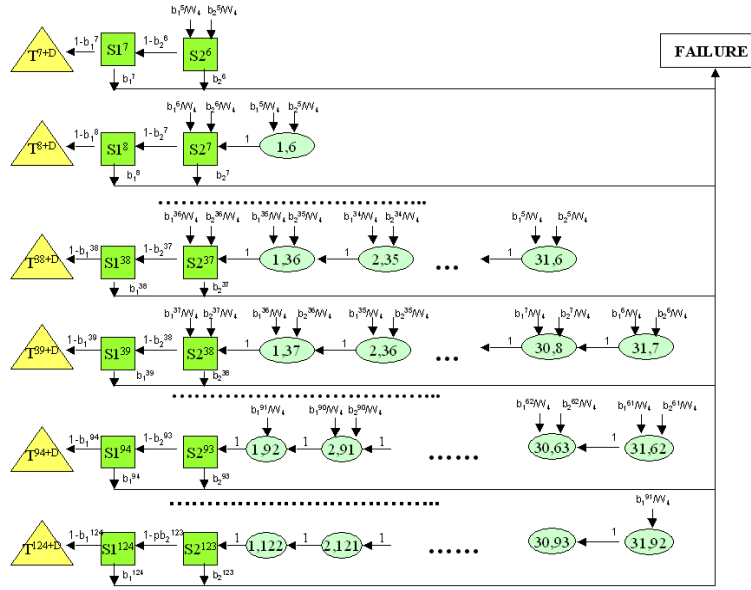 b₁⁵/W₄ b₂⁵/W₄
T⁷⁺ᴰ 1-b₁⁷ S1⁷ 1-b₂⁶ S2⁶ FAILURE
b₁⁷ b₂⁶
b₁⁶/W₄ b₂⁶/W₄ b₁⁵/W₄ b₂⁵/W₄
T⁸⁺ᴰ 1-b₁⁸ S1⁸ 1-b₂⁷ S2⁷ 1 1,6
b₁⁸ b₂⁷
b₁³⁶/W₄ b₂³⁶/W₄ b₁³⁵/W₄ b₂³⁵/W₄ b₁³⁴/W₄ b₂³⁴/W₄ b₁⁵/W₄ b₂⁵/W₄
T³⁸⁺ᴰ 1-b₁³⁸ S1³⁸ 1-b₂³⁷ S2³⁷ 1 1,36 1 2,35 ... 1 31,6
b₁³⁸ b₂³⁷
b₁³⁷/W₄ b₂³⁷/W₄ b₁³⁶/W₄ b₂³⁶/W₄ b₁³⁵/W₄ b₂³⁵/W₄ b₁⁷/W₄ b₂⁷/W₄ b₁⁶/W₄ b₂⁶/W₄
T³⁹⁺ᴰ 1-b₁³⁹ S1³⁹ 1-b₂³⁸ S2³⁸ 1 1,37 1 2,36 ... 1 30,8 1 31,7
b₁³⁹ b₂³⁸
b₁⁹¹/W₄ b₁⁹⁰/W₄ b₂⁹⁰/W₄ b₁⁶²/W₄ b₂⁶²/W₄ b₁⁶¹/W₄ b₂⁶¹/W₄
T⁹⁴⁺ᴰ 1-b₁⁹⁴ S1⁹⁴ 1-b₂⁹³ S2⁹³ 1 1,92 1 2,91 1 ...... 30,63 1 31,62
b₁⁹⁴ b₂⁹³
b₁⁹¹/W₄
T¹²⁴⁺ᴰ 1-b₁¹²⁴ S1¹²⁴ 1-pb₂¹²³ S2¹²³ 1 1,122 1 2,121 1 ...... 30,93 1 31,92
b₁¹²⁴ b₂¹²³